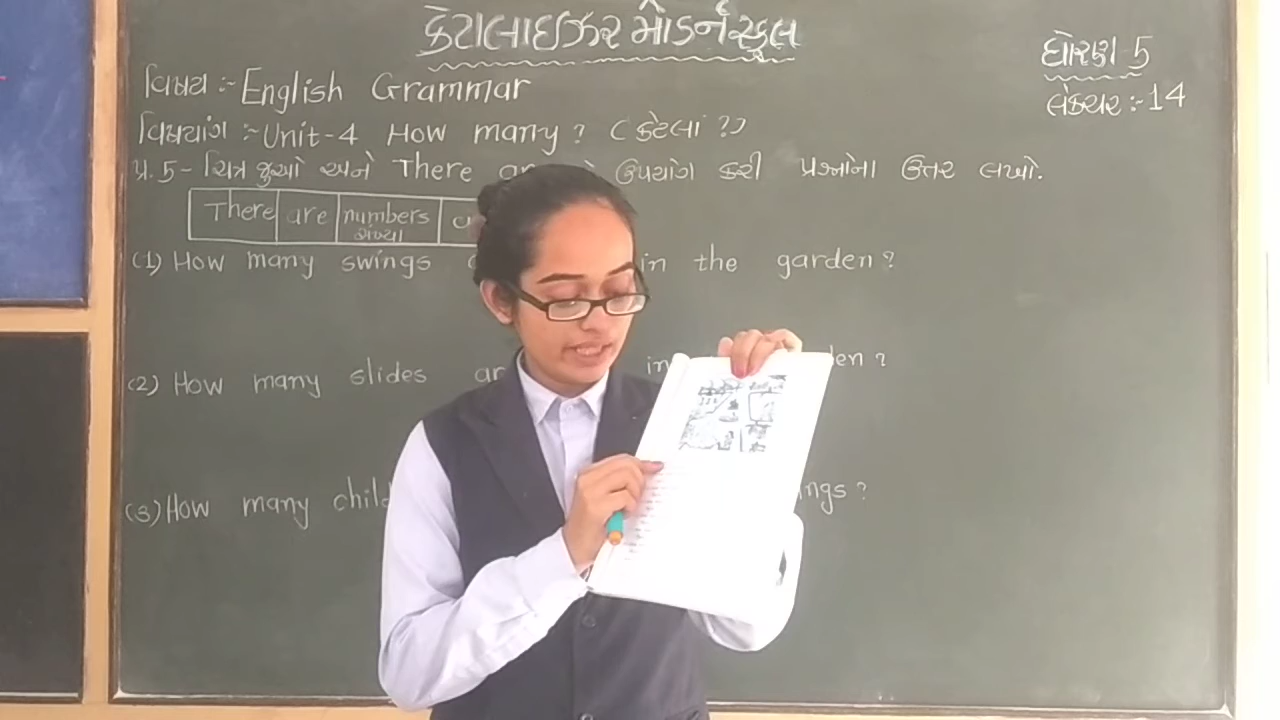 કેટાલાઇઝર મોડર્ન સ્કુલ
ધોરણ 5
વિષય :- English Grammar
લેક્ચર :- 14
વિષયાંગ :- Unit-4 How many ? ( કેટલા ?)
પ્ર. 5 - ચિત્ર જુઓ અને There ઉપયોગ કરી પ્રશ્નોના ઉત્તર લખો.
There are numbers
સંખ્યા
(1) How many swings in the garden ?
(2) How many slides in ?
(3) How many ?